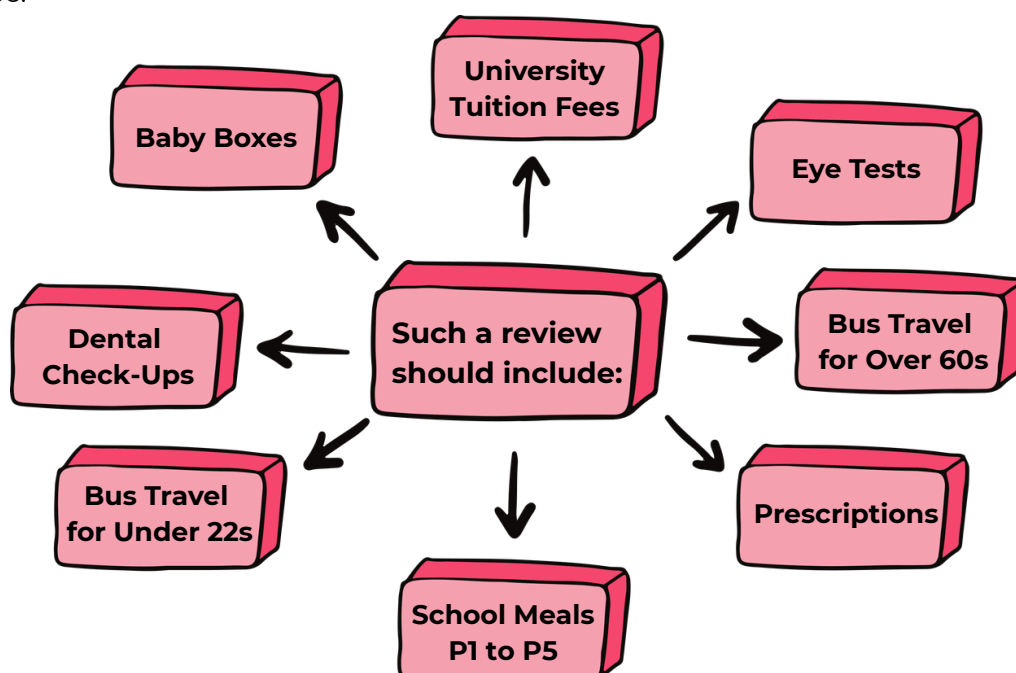 University
Tuition Fees
Baby Boxes
Eye Tests
Such a review
should include:
Bus Travel
for Over 60s
Dental
Check-Ups
Bus Travel
for Under 22s
Prescriptions
School Meals
P1 to P5